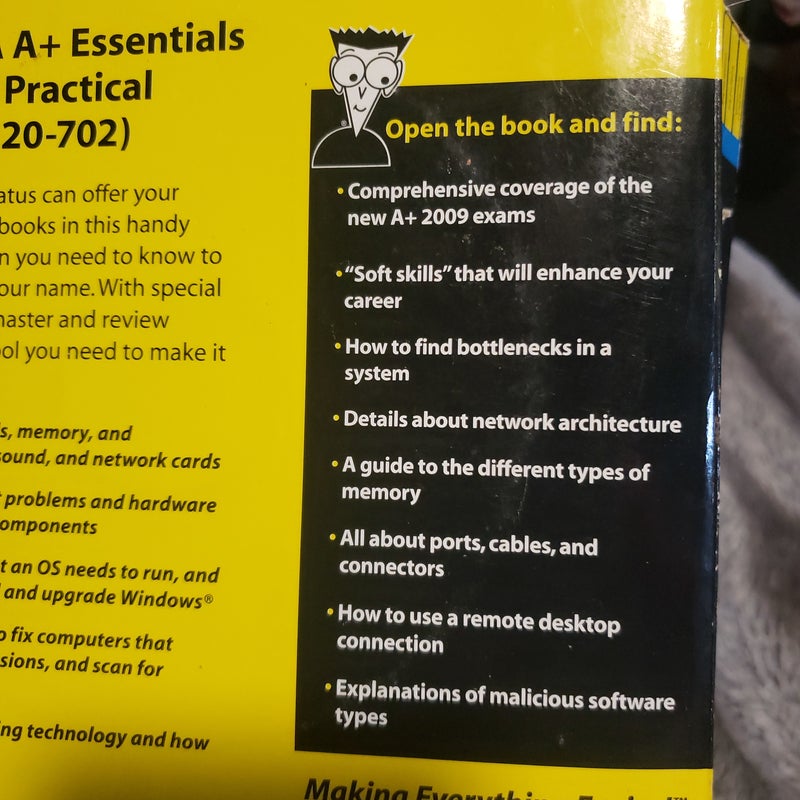 A+ Essentials
Practical
20-702)
atus can offer your
books in this handy
n you need to know to
our name. With special
naster and review
ol you need to make it
s, memory, and
sound, and network cards
t problems and hardware
omponents
t an OS needs to run, and
l and upgrade Windows®
o fix computers that
sions, and scan for
ing technology and how
®
Open the book and find:
• Comprehensive coverage of the
new A+ 2009 exams
• “Soft skills” that will enhance your
career
• How to find bottlenecks in a
system
• Details about network architecture
• A guide to the different types of
memory
• All about ports, cables, and
connectors
• How to use a remote desktop
connection
• Explanations of malicious software
types
Making Everything